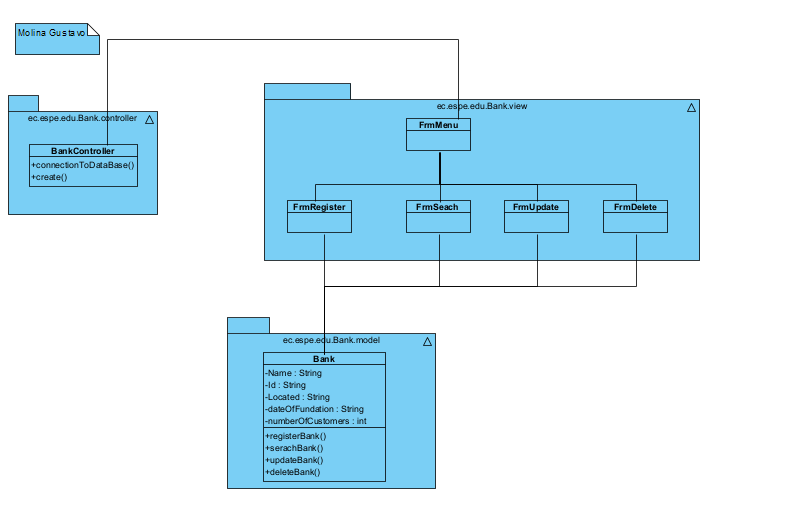 Molina Gustavo
ec.espe.edu.Bank.controller
BankController
+connectionToDataBase()
+create()
ec.espe.edu.Bank.view
FrmMenu
FrmRegister
FrmSeach
FrmUpdate
FrmDelete
ec.espe.edu.Bank.model
Bank
-Name : String
-Id : String
-Located : String
-dateOfFundation : String
-numberOfCustomers : int
+registerBank()
+serachBank()
+updateBank()
+deleteBank()